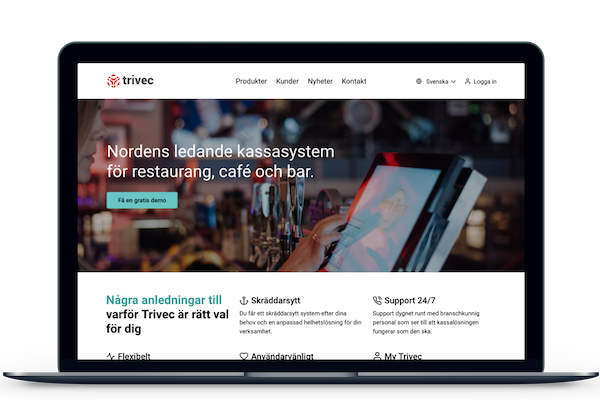 trivec
Produkter Kunder Nyheter Kontakt
Svenska Logga in
Nordens ledande kassasystem
för restaurang, café och bar.
Få en gratis demo
Några anledningar till
varför Trivec är rätt val
för dig
Skräddarsytt
Du får ett skräddarsytt system efter dina
behov och en anpassad helhetslösning för din
verksamhet.
Support 24/7
Support dygnet runt med branschkunnig
personal som ser till att kassalösningen
fungerar som den ska.
Flexibelt
Användarvänligt
My Trivec